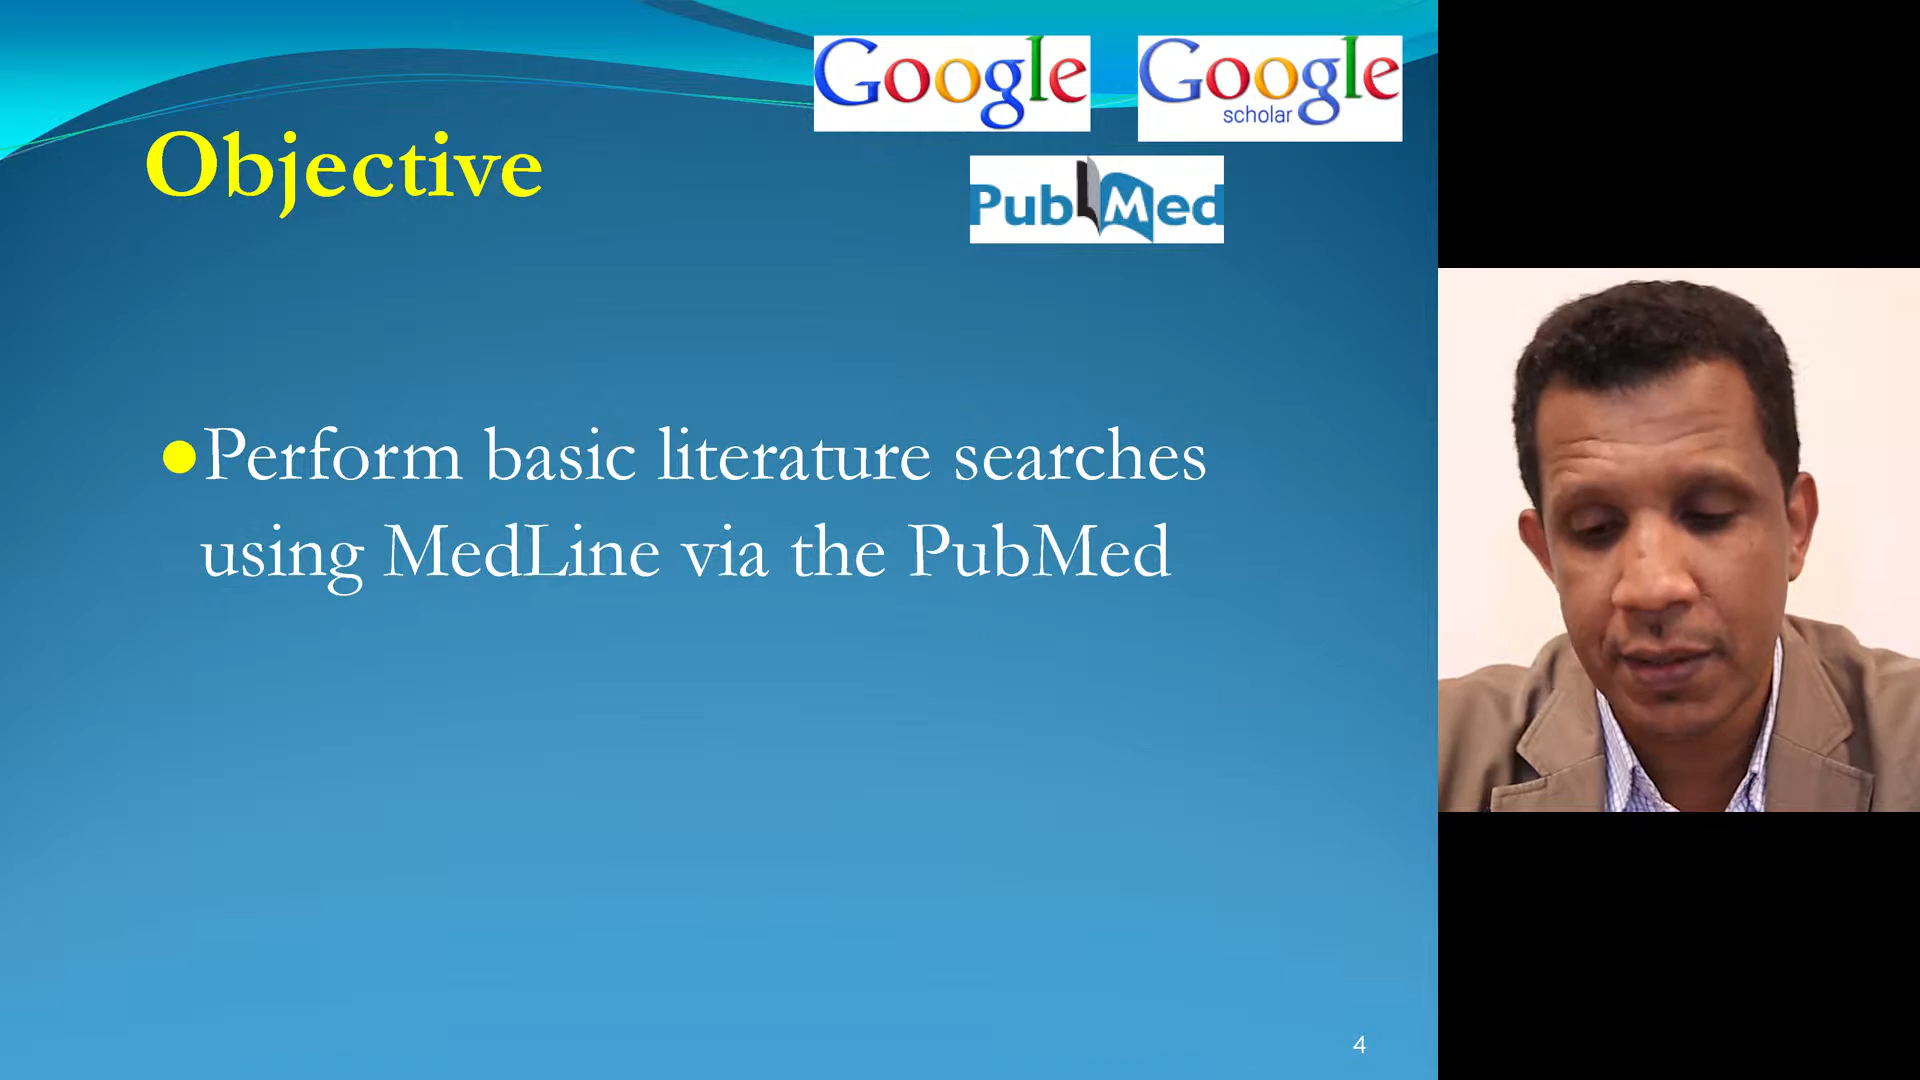 Google
Google
scholar
PubMed
Objective
Perform basic literature searches
using MedLine via the PubMed
4